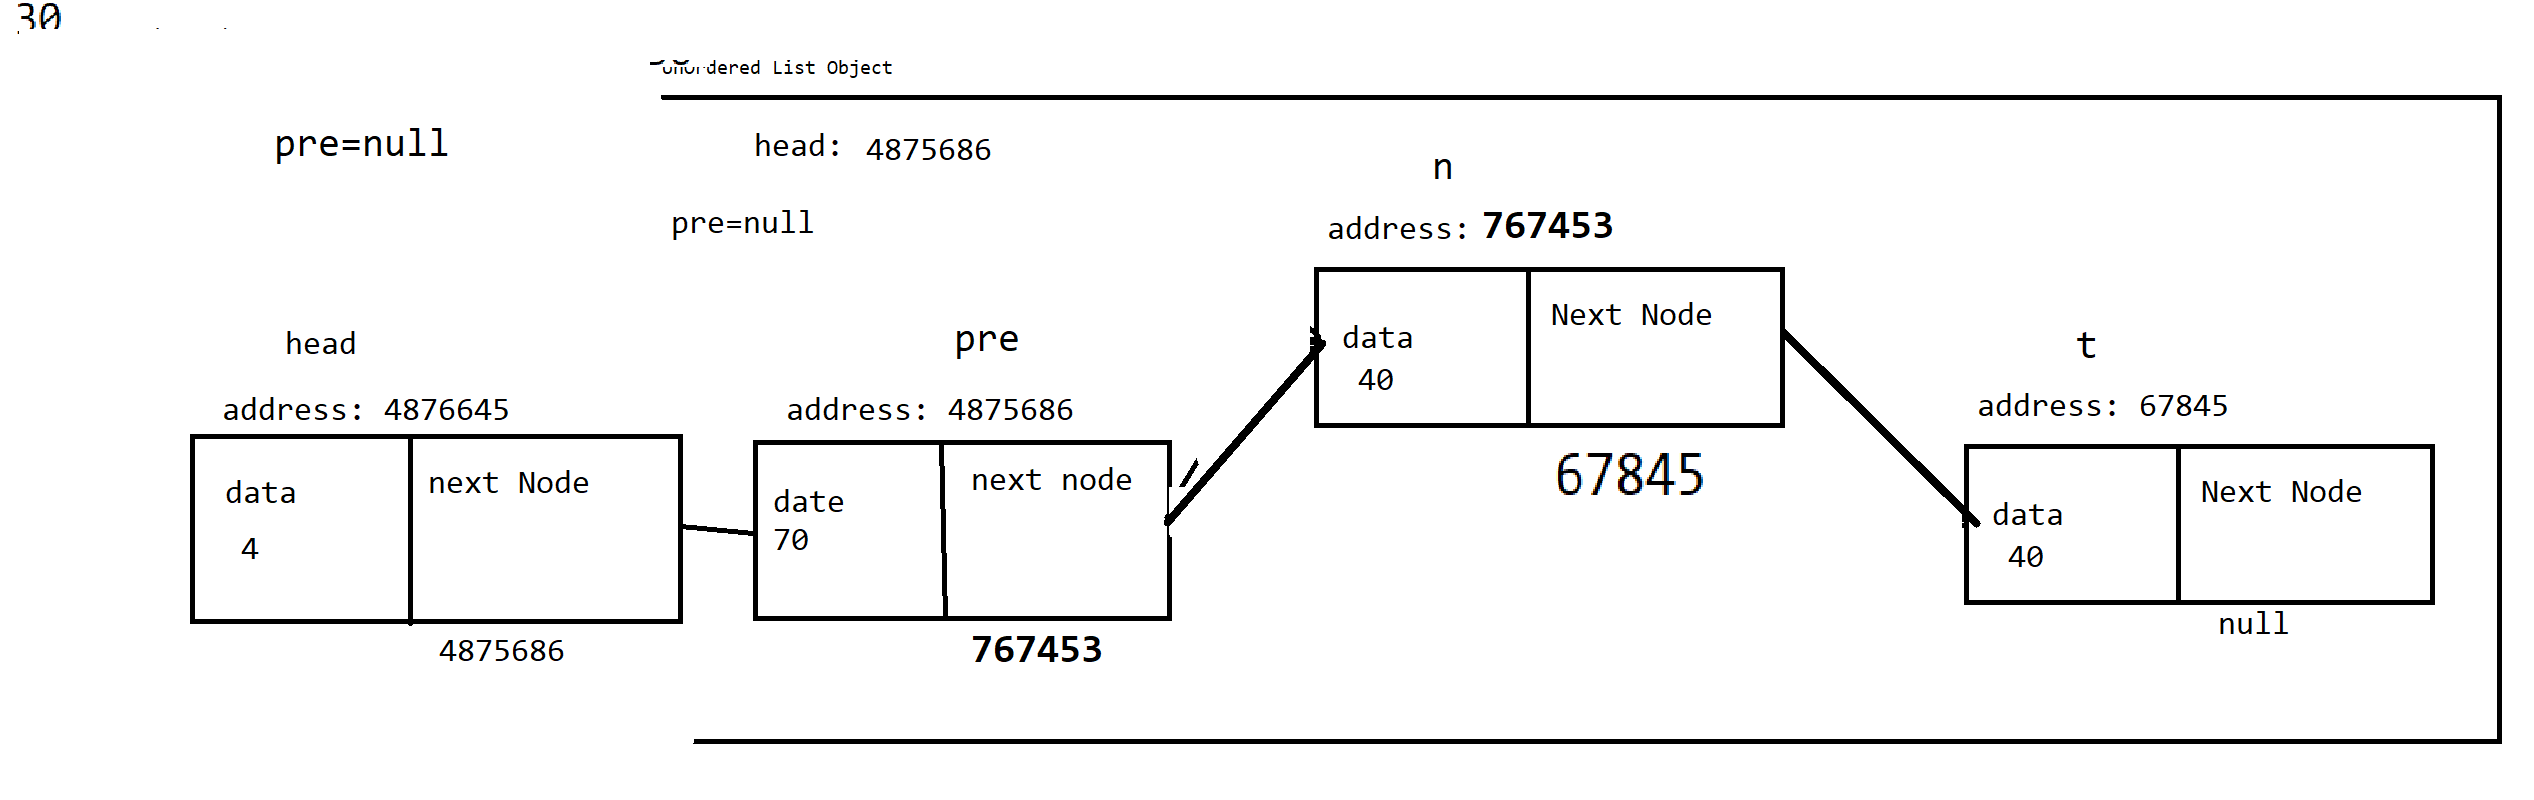 30
Unordered List Object
pre=null
head: 4875686
n
pre=null
address: 767453
Next Node
data
40
head
pre
t
address: 4876645
address: 4875686
address: 67845
next Node
data
4
next node
date
70
67845
Next Node
data
40
4875686
767453
null